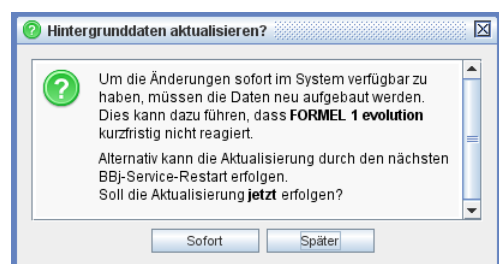 Hintergrunddaten aktualisieren?
Um die Änderungen sofort im System verfügbar zu
haben, müssen die Daten neu aufgebaut werden.
Dies kann dazu führen, dass FORMEL 1 evolution
kurzfristig nicht reagiert.
Alternativ kann die Aktualisierung durch den nächsten
BBj-Service-Restart erfolgen.
Soll die Aktualisierung jetzt erfolgen?
Sofort
Später